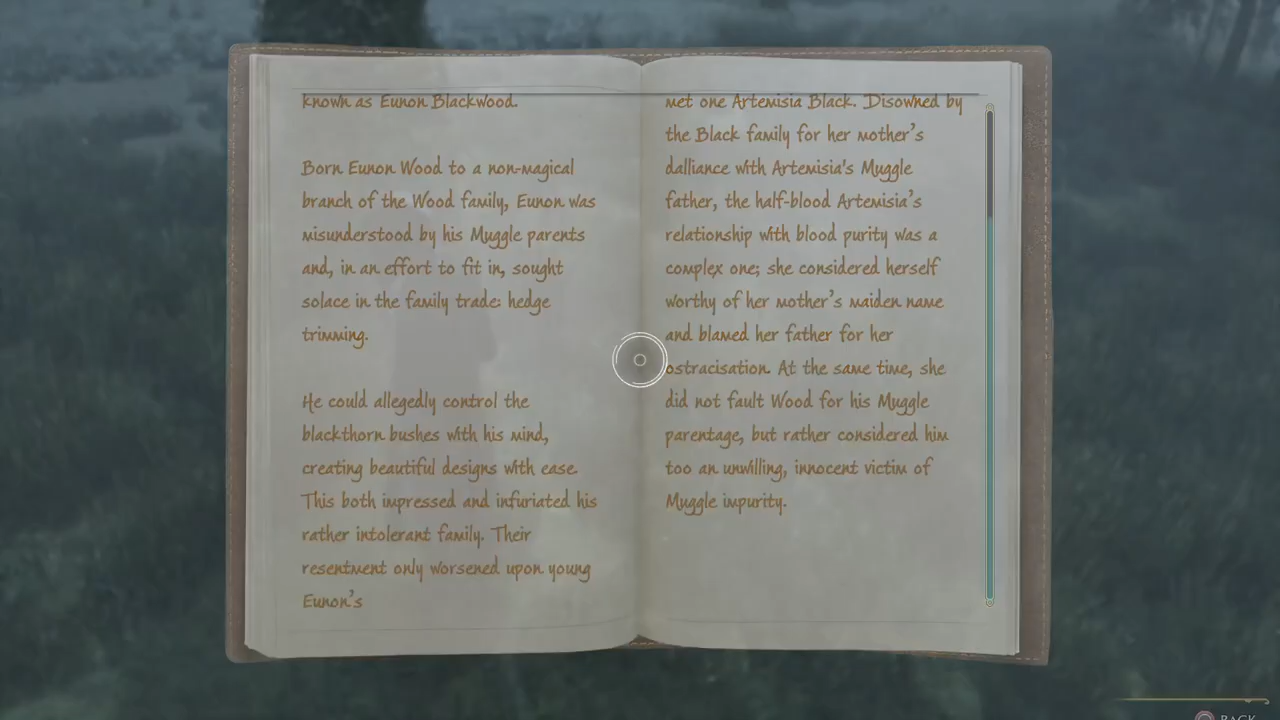 known as Eunon Blackwood.
Born Eunon Wood to a non-magical
branch of the Wood family, Eunon was
misunderstood by his Muggle parents
and, in an effort to fit in, sought
solace in the family trade: hedge
trimming.
He could allegedly control the
blackthorn bushes with his mind,
creating beautiful designs with ease.
This both impressed and infuriated his
rather intolerant family. Their
resentment only worsened upon young
Eunon's
met one Artemisia Black. Disowned by
the Black family for her mother's
dalliance with Artemisia's Muggle
father, the half-blood Artemisia's
relationship with blood purity was a
complex one; she considered herself
worthy of her mother's maiden name
and blamed her father for her
ostracisation. At the same time, she
did not fault Wood for his Muggle
parentage, but rather considered him
too an unwilling, innocent victim of
Muggle impurity.
BACK